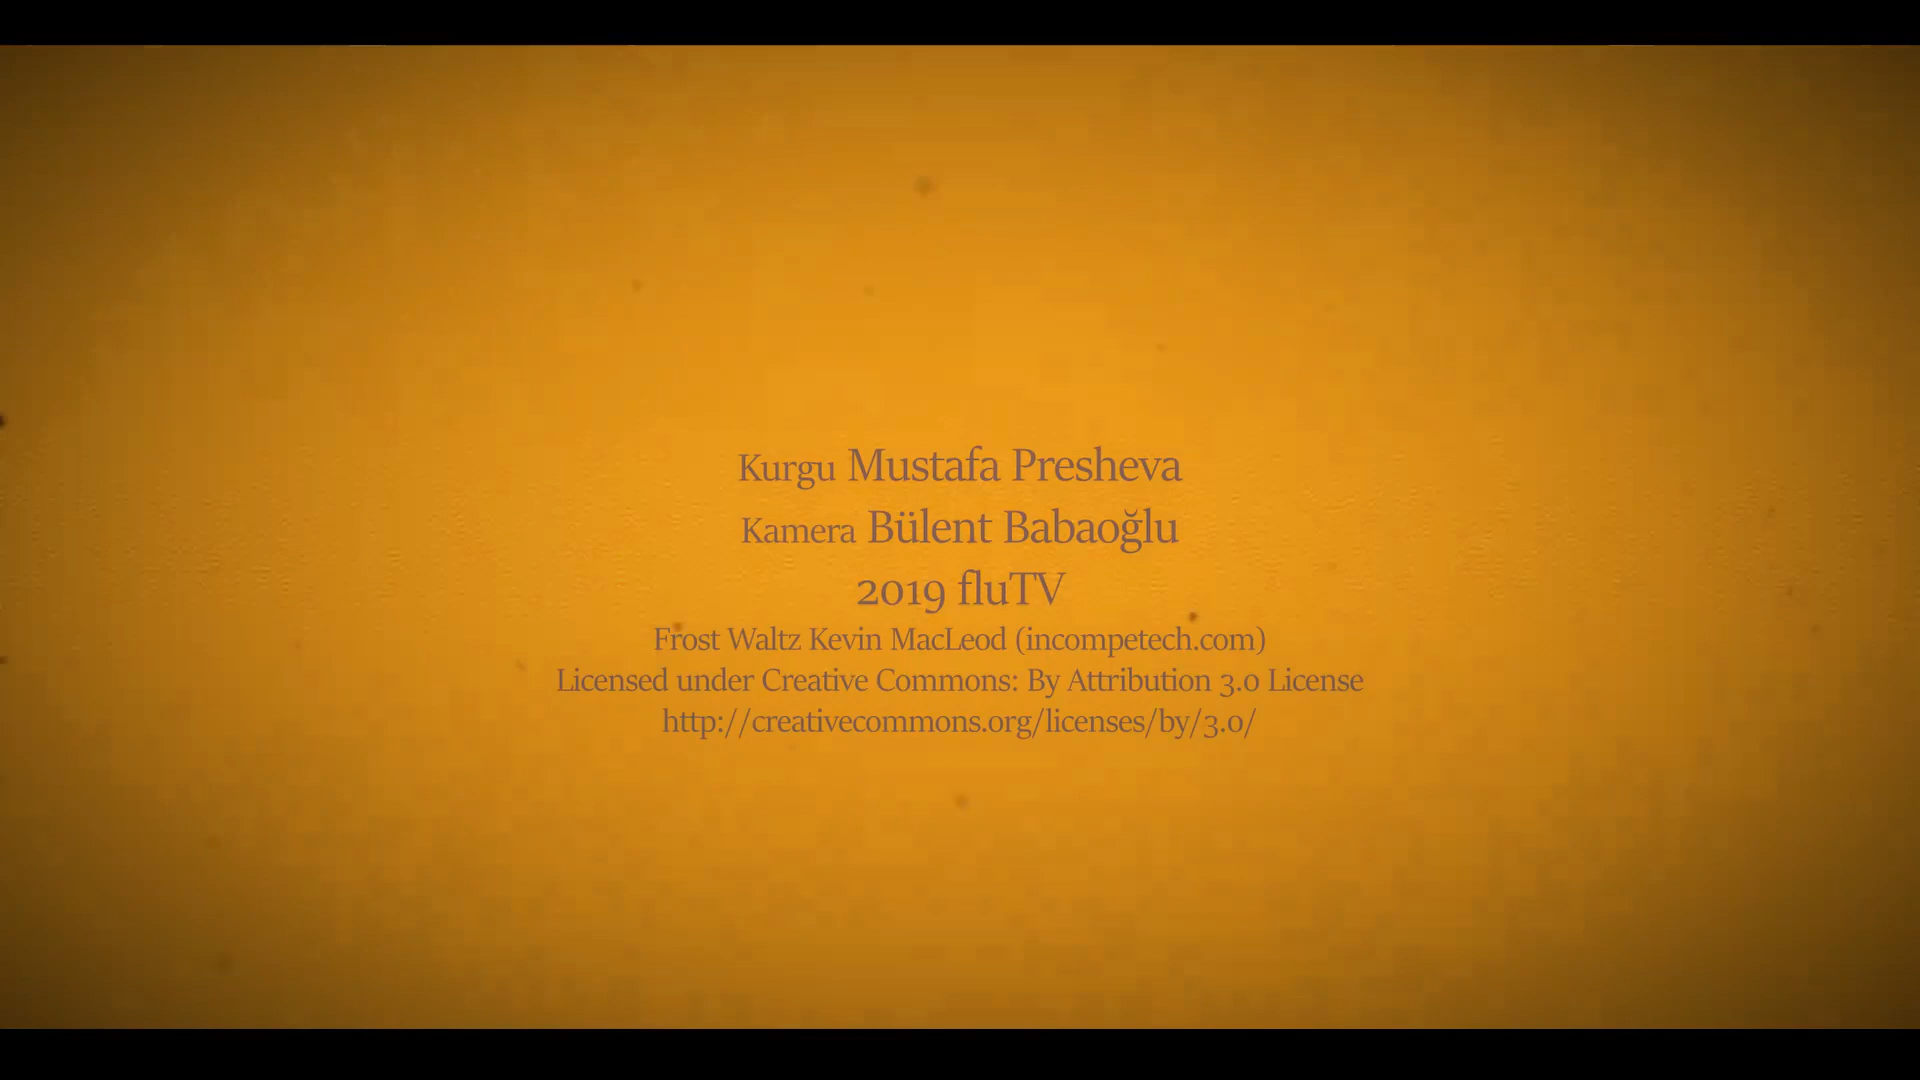 Kurgu Mustafa Presheva
Kamera Bülent Babaoğlu
2019 fluTV
Frost Waltz Kevin MacLeod (incompetech.com)
Licensed under Creative Commons: By Attribution 3.0 License
http://creativecommons.org/licenses/by/3.0/